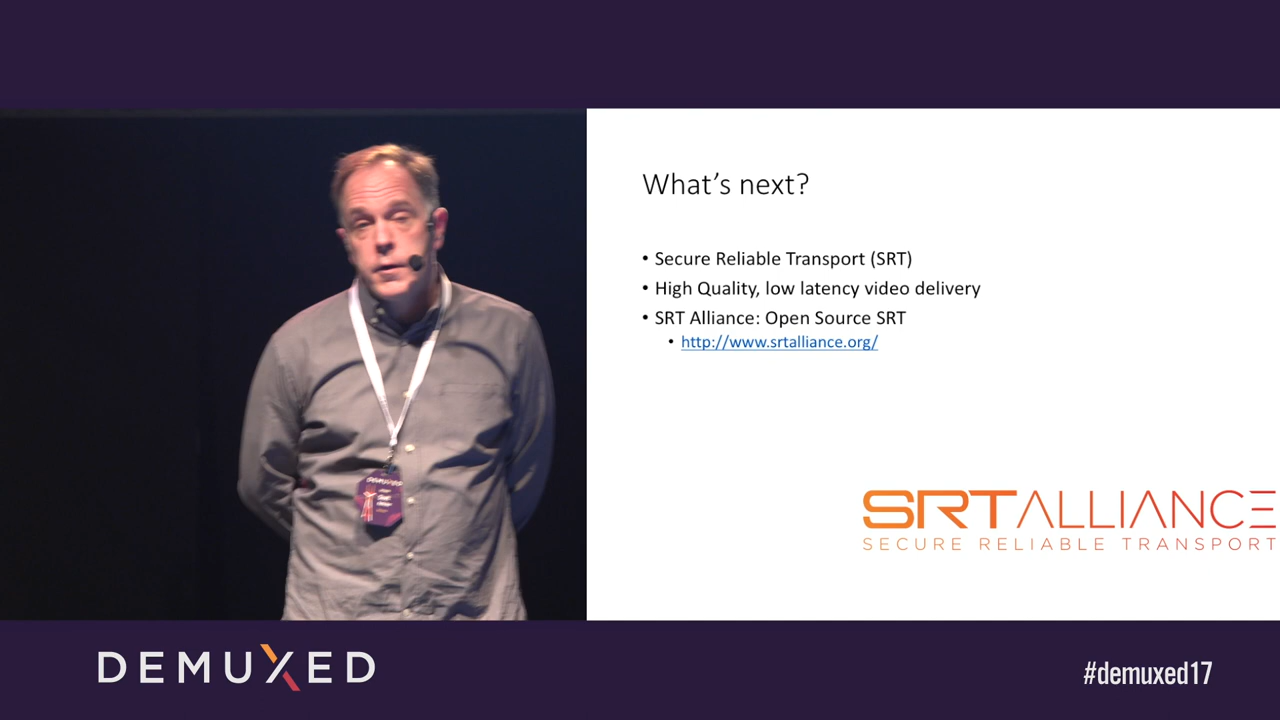 What's next?
• Secure Reliable Transport (SRT)
• High Quality, low latency video delivery
• SRT Alliance: Open Source SRT
• http://www.srtalliance.org/
SRTALLIANCE
SECURE RELIABLE TRANSPORT
DEMUXED
DEMUXED
#demuxed17